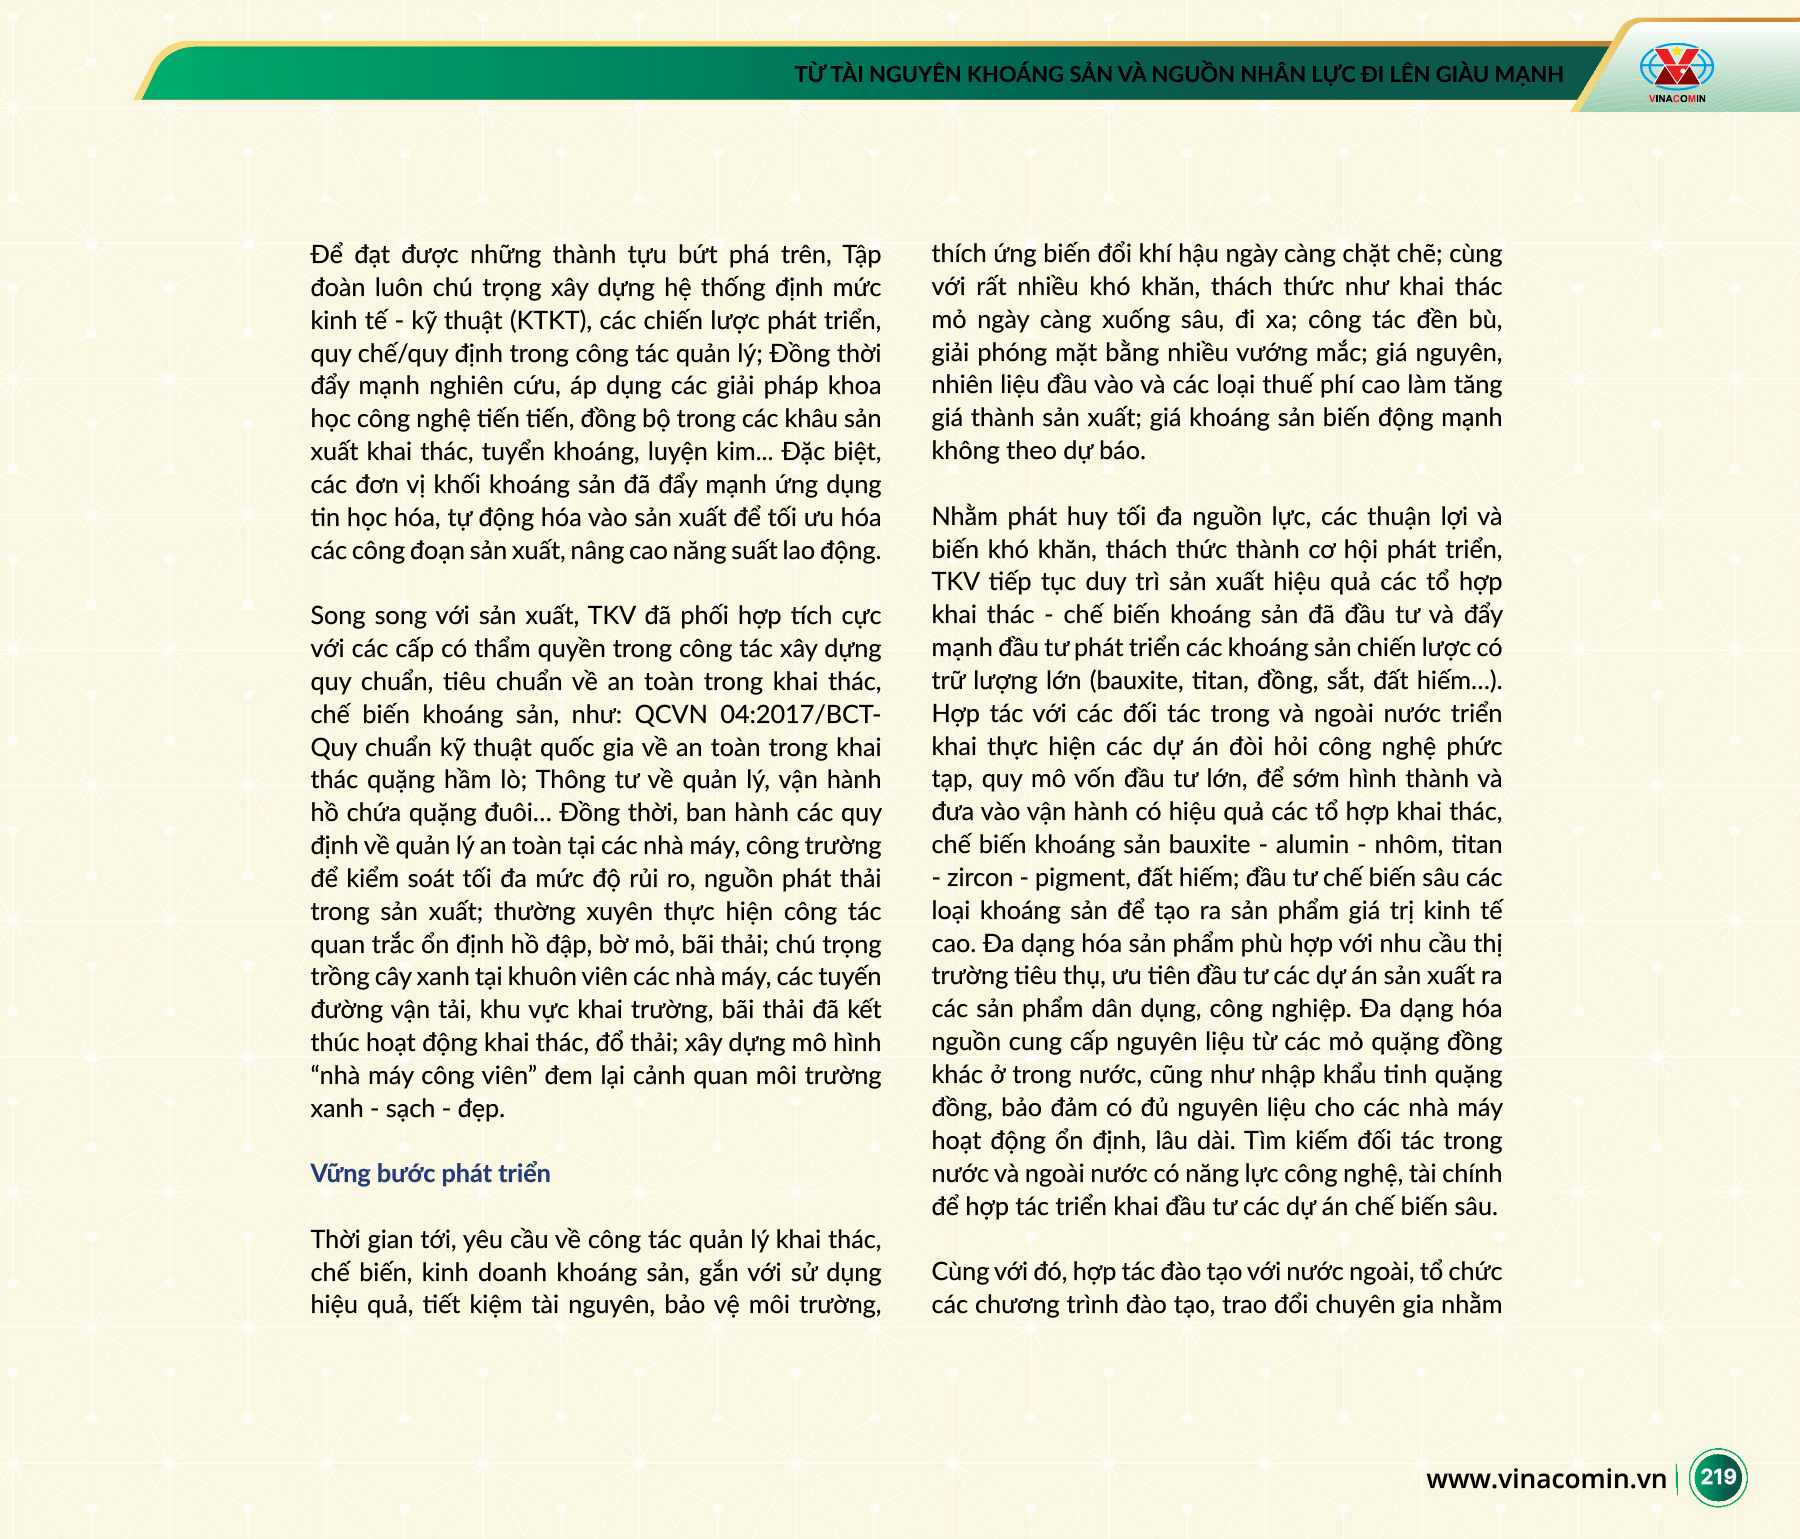 TỪ TÀI NGUYÊN KHOÁNG SẢN VÀ NGUỒN NHÂN LỰC ĐI LÊN GIÀU MẠNH
VINACOMIN
Để đạt được những thành tựu bứt phá trên, Tập
đoàn luôn chú trọng xây dựng hệ thống định mức
kinh tế - kỹ thuật (KTKT), các chiến lược phát triển,
quy chế/quy định trong công tác quản lý; Đồng thời
đẩy mạnh nghiên cứu, áp dụng các giải pháp khoa
học công nghệ tiến tiến, đồng bộ trong các khâu sản
xuất khai thác, tuyển khoáng, luyện kim... Đặc biệt,
các đơn vị khối khoáng sản đã đẩy mạnh ứng dụng
tin học hóa, tự động hóa vào sản xuất để tối ưu hóa
các công đoạn sản xuất, nâng cao năng suất lao động.
Song song với sản xuất, TKV đã phối hợp tích cực
với các cấp có thẩm quyền trong công tác xây dựng
quy chuẩn, tiêu chuẩn về an toàn trong khai thác,
chế biến khoáng sản, như: QCVN 04:2017/BCT-
Quy chuẩn kỹ thuật quốc gia về an toàn trong khai
thác quặng hầm lò; Thông tư về quản lý, vận hành
hồ chứa quặng đuôi... Đồng thời, ban hành các quy
định về quản lý an toàn tại các nhà máy, công trường
để kiểm soát tối đa mức độ rủi ro, nguồn phát thải
trong sản xuất; thường xuyên thực hiện công tác
quan trắc ổn định hồ đập, bờ mỏ, bãi thải; chú trọng
trồng cây xanh tại khuôn viên các nhà máy, các tuyến
đường vận tải, khu vực khai trường, bãi thải đã kết
thúc hoạt động khai thác, đổ thải; xây dựng mô hình
“nhà máy công viên” đem lại cảnh quan môi trường
xanh - sạch - đẹp.
Vững bước phát triển
Thời gian tới, yêu cầu về công tác quản lý khai thác,
chế biến, kinh doanh khoáng sản, gắn với sử dụng
hiệu quả, tiết kiệm tài nguyên, bảo vệ môi trường,
thích ứng biến đổi khí hậu ngày càng chặt chẽ; cùng
với rất nhiều khó khăn, thách thức như khai thác
mỏ ngày càng xuống sâu, đi xa; công tác đền bù,
giải phóng mặt bằng nhiều vướng mắc; giá nguyên,
nhiên liệu đầu vào và các loại thuế phí cao làm tăng
giá thành sản xuất; giá khoáng sản biến động mạnh
không theo dự báo.
Nhằm phát huy tối đa nguồn lực, các thuận lợi và
biến khó khăn, thách thức thành cơ hội phát triển,
TKV tiếp tục duy trì sản xuất hiệu quả các tổ hợp
khai thác - chế biến khoáng sản đã đầu tư và đẩy
mạnh đầu tư phát triển các khoáng sản chiến lược có
trữ lượng lớn (bauxite, titan, đồng, sắt, đất hiếm...).
Hợp tác với các đối tác trong và ngoài nước triển
khai thực hiện các dự án đòi hỏi công nghệ phức
tạp, quy mô vốn đầu tư lớn, để sớm hình thành và
đưa vào vận hành có hiệu quả các tổ hợp khai thác,
chế biến khoáng sản bauxite - alumin - nhôm, titan
- zircon - pigment, đất hiếm; đầu tư chế biến sâu các
loại khoáng sản để tạo ra sản phẩm giá trị kinh tế
cao. Đa dạng hóa sản phẩm phù hợp với nhu cầu thị
trường tiêu thụ, ưu tiên đầu tư các dự án sản xuất ra
các sản phẩm dân dụng, công nghiệp. Đa dạng hóa
nguồn cung cấp nguyên liệu từ các mỏ quặng đồng
khác ở trong nước, cũng như nhập khẩu tinh quặng
đồng, bảo đảm có đủ nguyên liệu cho các nhà máy
hoạt động ổn định, lâu dài. Tìm kiếm đối tác trong
nước và ngoài nước có năng lực công nghệ, tài chính
để hợp tác triển khai đầu tư các dự án chế biến sâu.
Cùng với đó, hợp tác đào tạo với nước ngoài, tổ chức
các chương trình đào tạo, trao đổi chuyên gia nhằm
www.vinacomin.vn
219